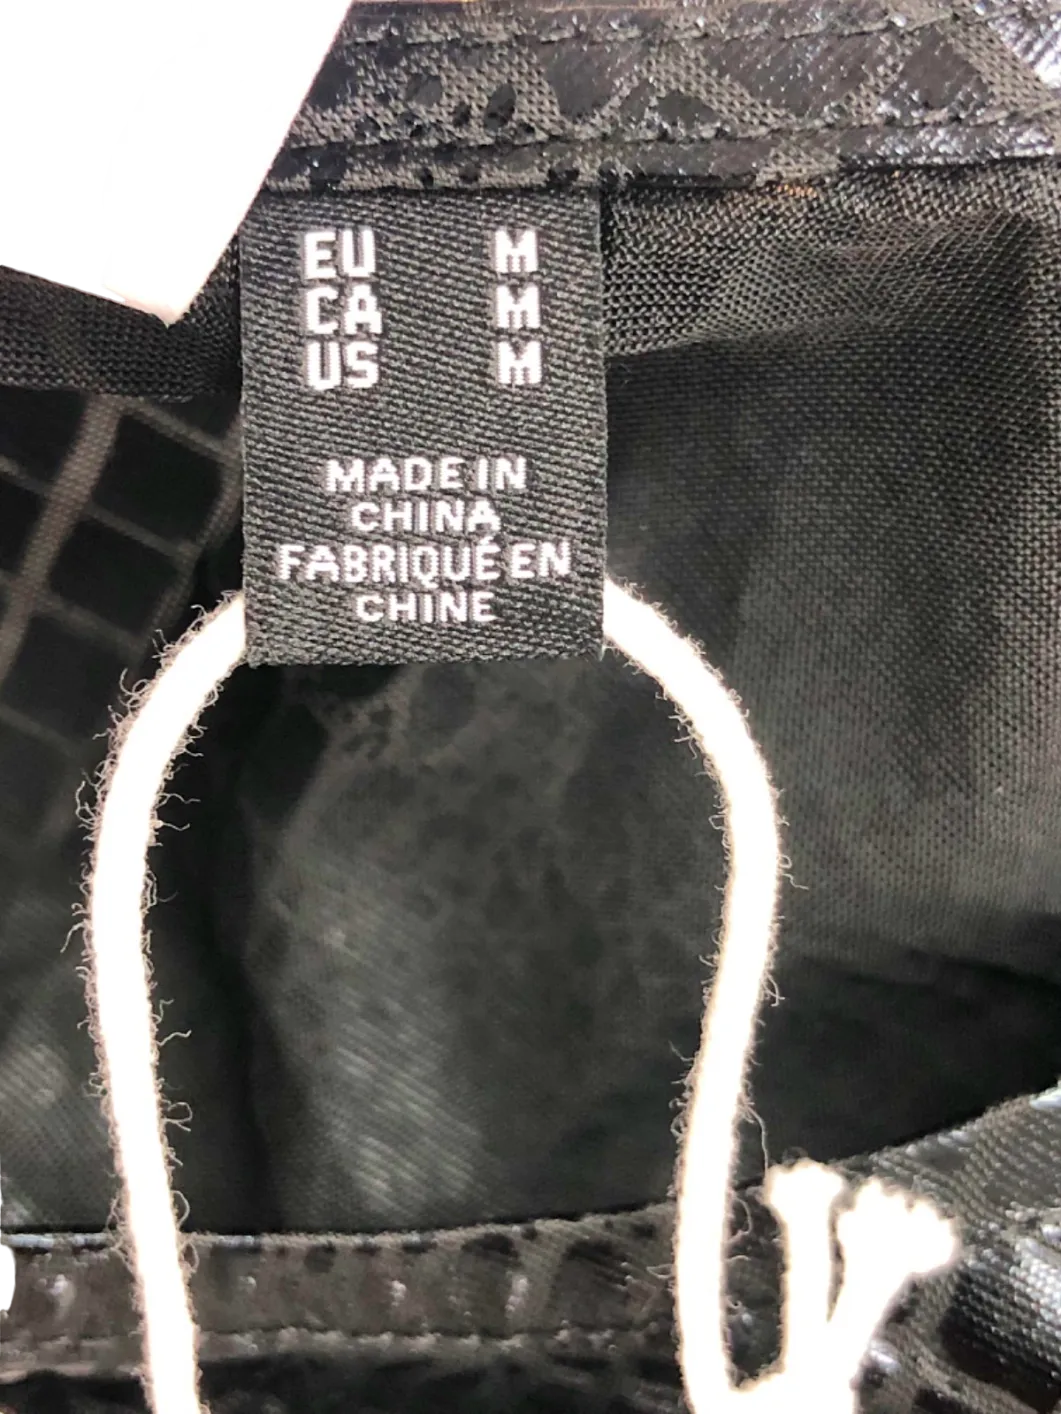 EU M
CA M
US M
MADE IN
CHINA
FABRIQUÉ EN
CHINE